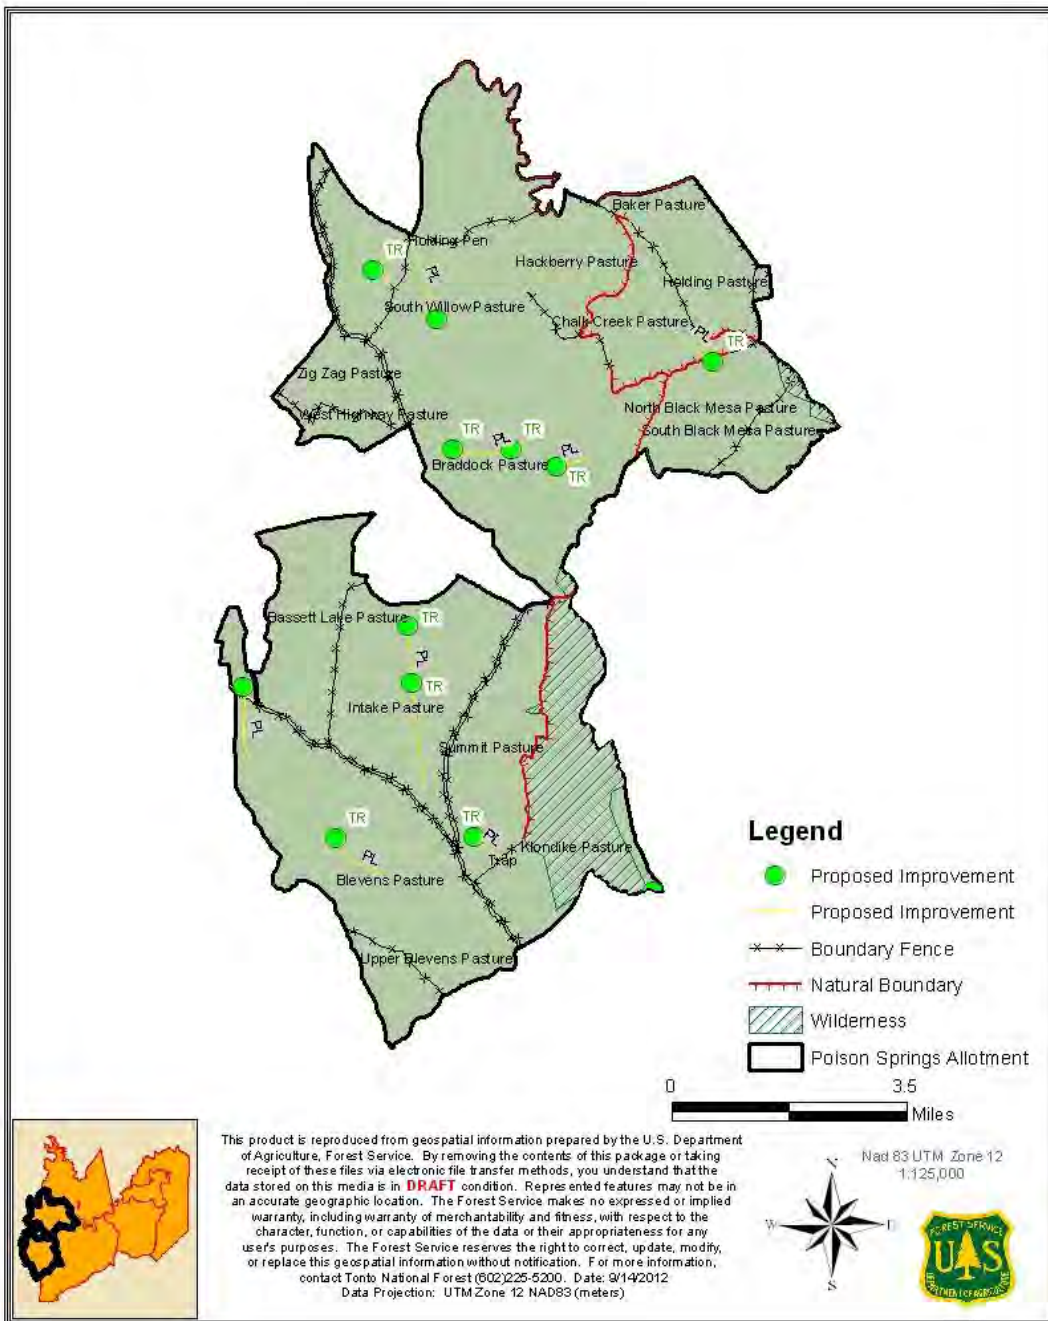 Baker Pasture
Holding Pen
TR
Hackberry Pasture
PL
Holding Pasture
South Willow Pasture
Chalk Creek Pasture
PL
TR
Zig Zag Pasture
West Highway Pasture
North Black Mesa Pasture
South Black Mesa Pasture
TR
PL
TR
PL
Braddock Pasture
TR
Bassett Lake Pasture
TR
PL
TR
Intake Pasture
PL
Summit Pasture
TR
TR
PL
Klondike Pasture
PL
Trap
Blevens Pasture
Upper Blevens Pasture
Legend
Proposed Improvement
Proposed Improvement
Boundary Fence
Natural Boundary
Wilderness
Poison Springs Allotment
0 3.5
Miles
This product is reproduced from geospatial information prepared by the U.S. Department
of Agriculture, Forest Service. By removing the contents of this package or taking
receipt of these files via electronic file transfer methods, you understand that the
data stored on this media is in DRAFT condition. Represented features may not be in
an accurate geographic location. The Forest Service makes no expressed or implied
warranty, including warranty of merchantability and fitness, with respect to the
character, function, or capabilities of the data or their appropriateness for any
user's purposes. The Forest Service reserves the right to correct, update, modify,
or replace this geospatial information without notification. For more information,
contact Tonto National Forest (602)225-5200. Date: 9/14/2012
Data Projection: UTM Zone 12 NAD83 (meters)
Nad 83 UTM Zone 12
1:125,000
N
W E
S
FOREST SERVICE
U S
DEPARTMENT OF AGRICULTURE